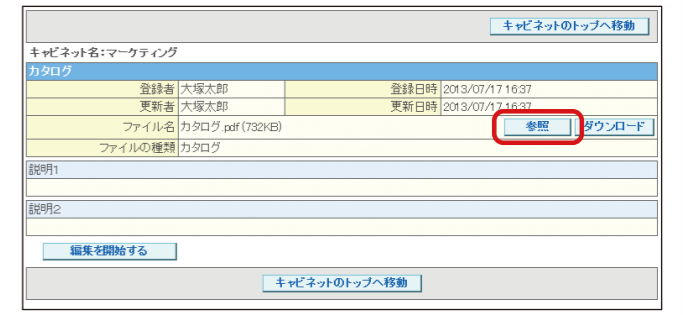 キャビネットのトップへ移動
キャビネット名:マーケティング
カタログ
登録者 大塚太郎 登録日時 2013/07/17 16:37
更新者 大塚太郎 更新日時 2013/07/17 16:37
ファイル名 カタログ.pdf(732KB) 参照 ダウンロード
ファイルの種類 カタログ
説明1
説明2
編集を開始する
キャビネットのトップへ移動